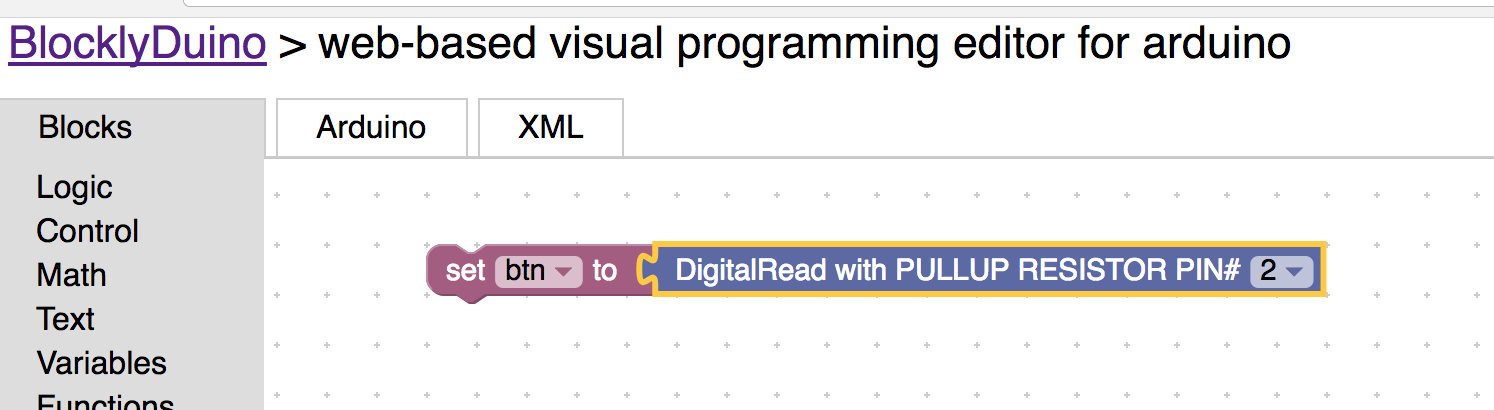 BlocklyDuino > web-based visual programming editor for arduino
Blocks
Arduino
XML
Logic
Control
Math
Text
Variables
Functions
set btn to DigitalRead with PULLUP RESISTOR PIN# 2